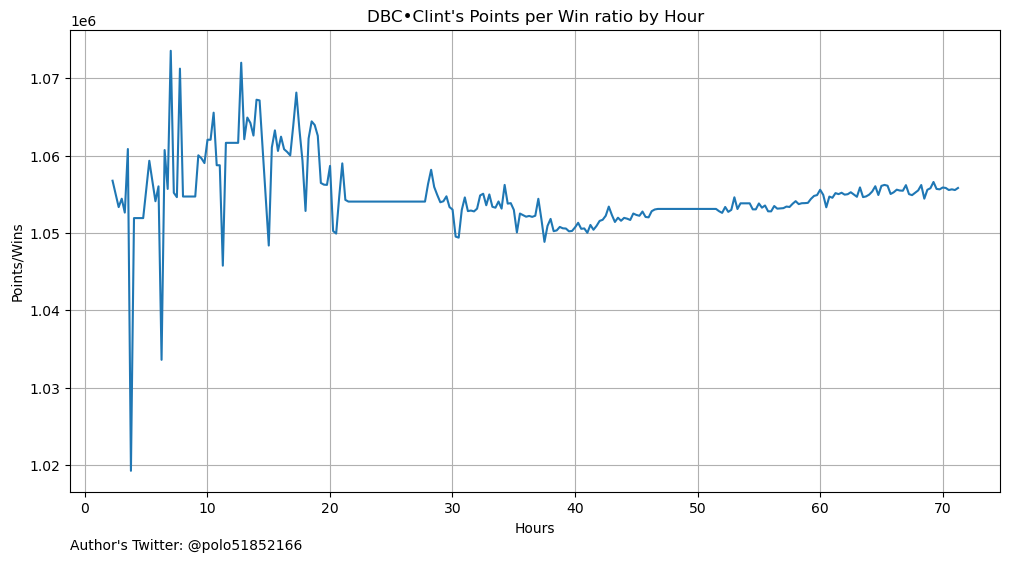 DBC•Clint's Points per Win ratio by Hour
1e6
1.07
1.06
1.05
1.04
1.03
1.02
Points/Wins
0 10 20 30 40 50 60 70
Hours
Author's Twitter: @polo51852166